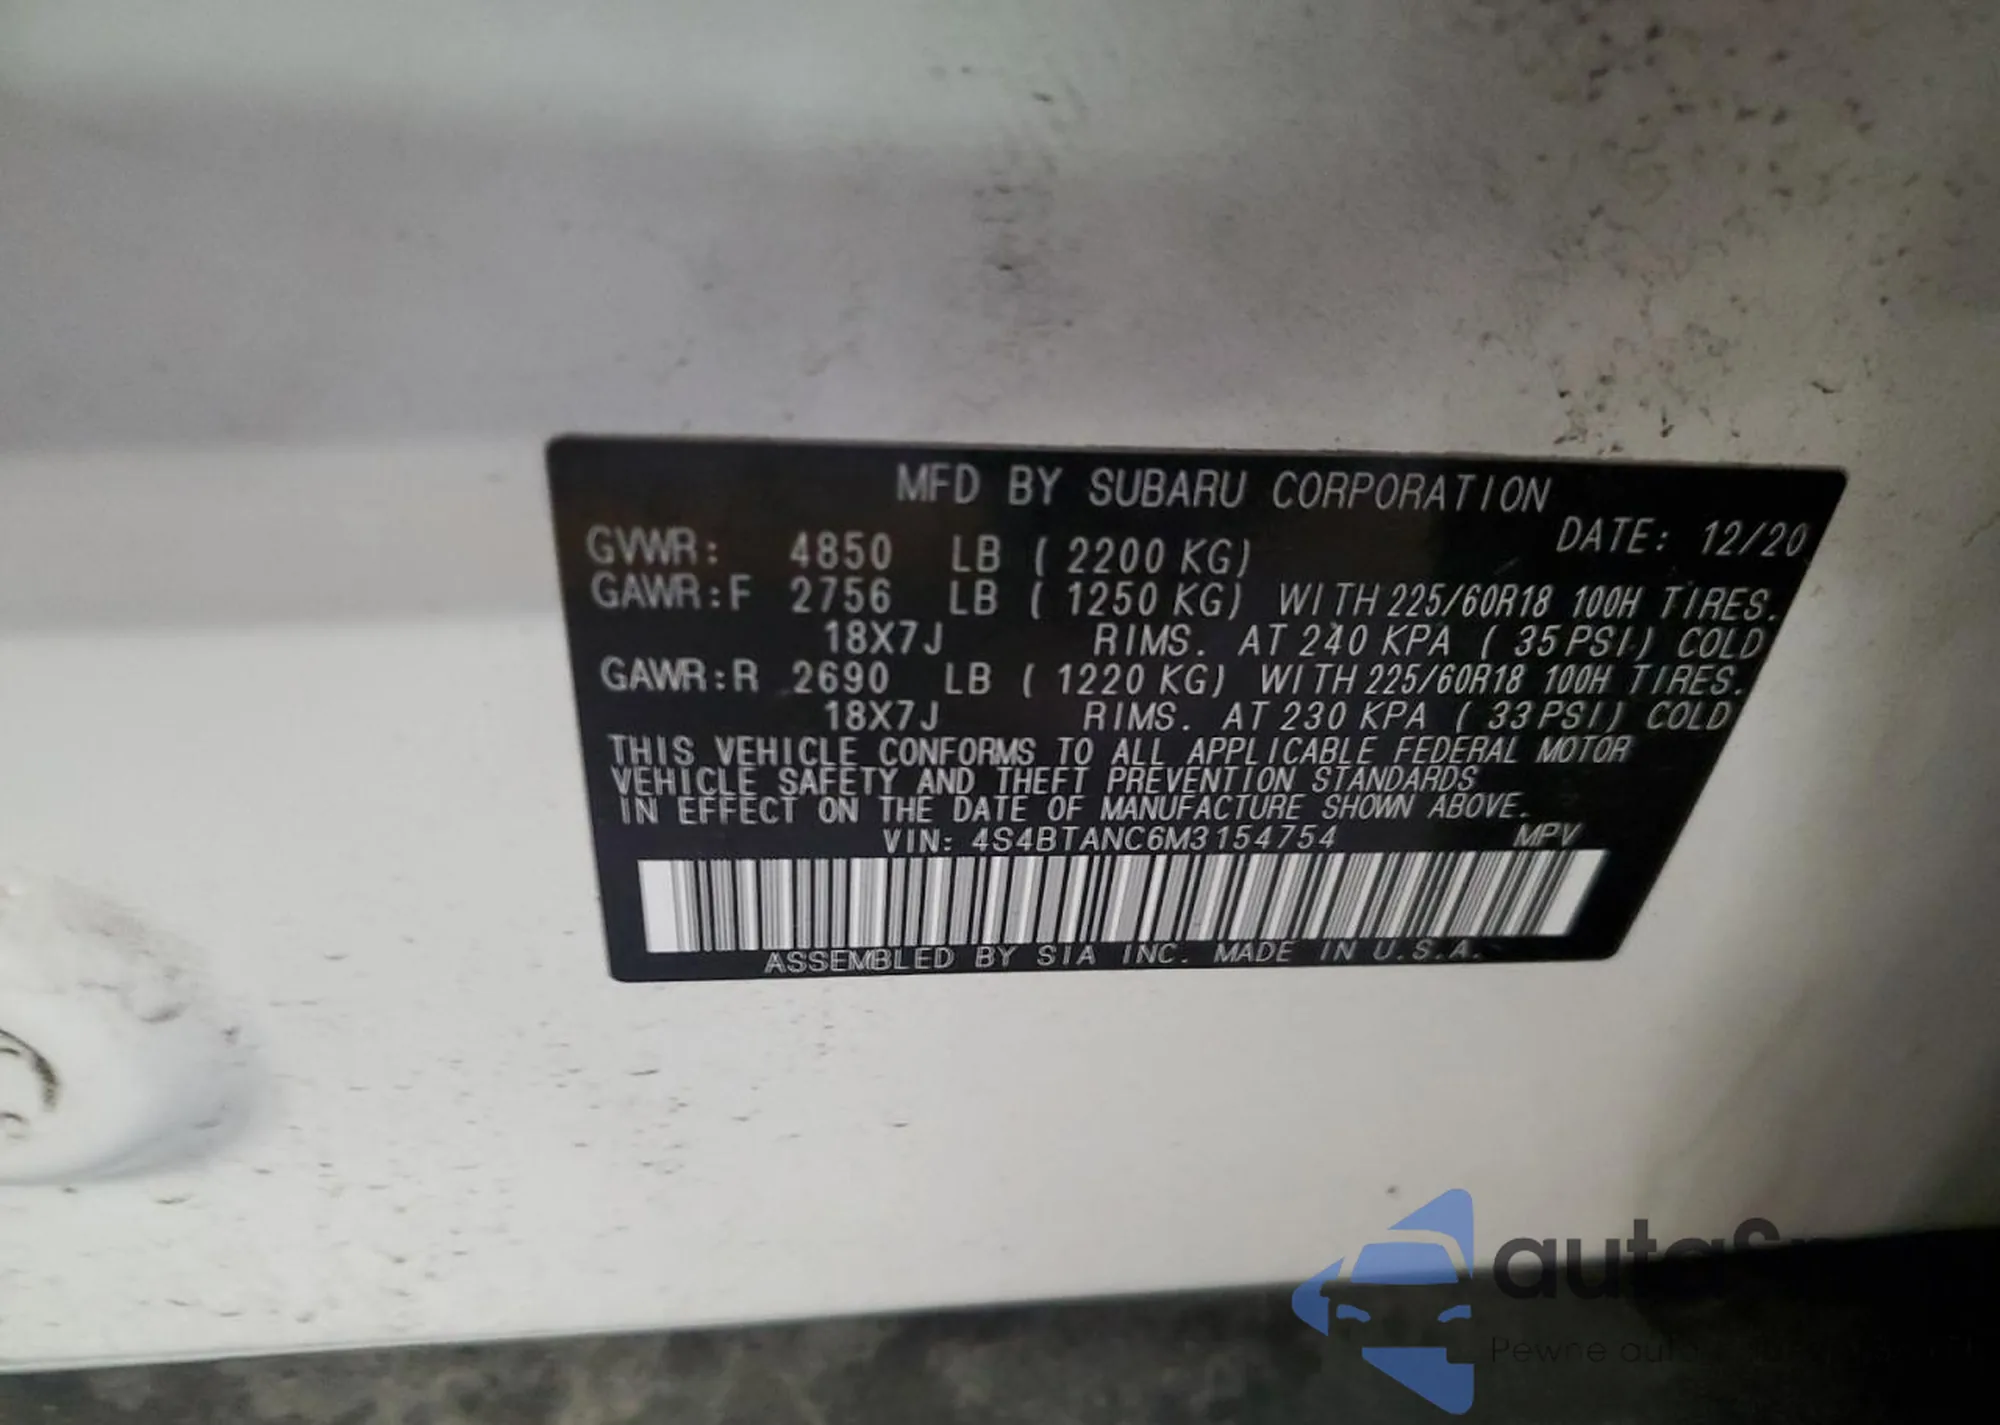 MFD BY SUBARU CORPORATION
DATE: 12/20
GVWR: 4850 LB ( 2200 KG)
GAWR:F 2756 LB ( 1250 KG) WITH 225/60R18 100H TIRES.
18X7J RIMS. AT 240 KPA ( 35 PSI) COLD
GAWR:R 2690 LB ( 1220 KG) WITH 225/60R18 100H TIRES.
18X7J RIMS. AT 230 KPA ( 33 PSI) COLD
THIS VEHICLE CONFORMS TO ALL APPLICABLE FEDERAL MOTOR
VEHICLE SAFETY AND THEFT PREVENTION STANDARDS
IN EFFECT ON THE DATE OF MANUFACTURE SHOWN ABOVE.
VIN: 4S4BTANC6M3154754 MPV
ASSEMBLED BY SIA INC. MADE IN U.S.A.
Pewne auta